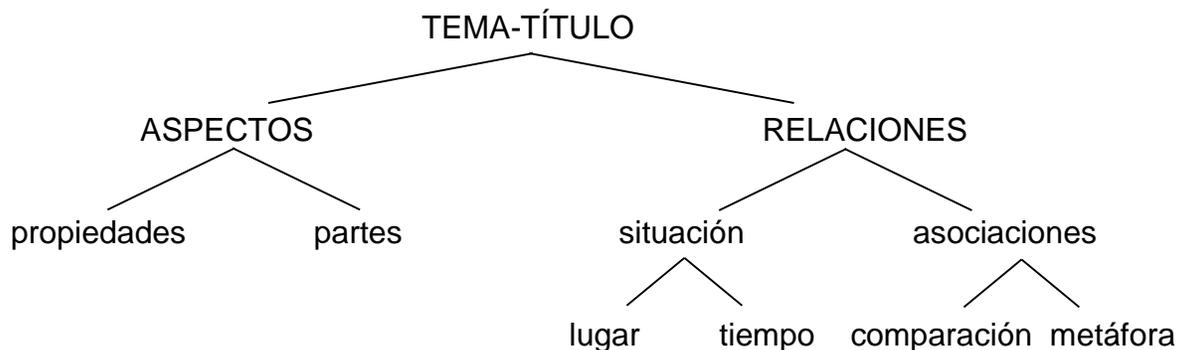 TEMA-TÍTULO
ASPECTOS RELACIONES
propiedades partes situación asociaciones
lugar tiempo comparación metáfora